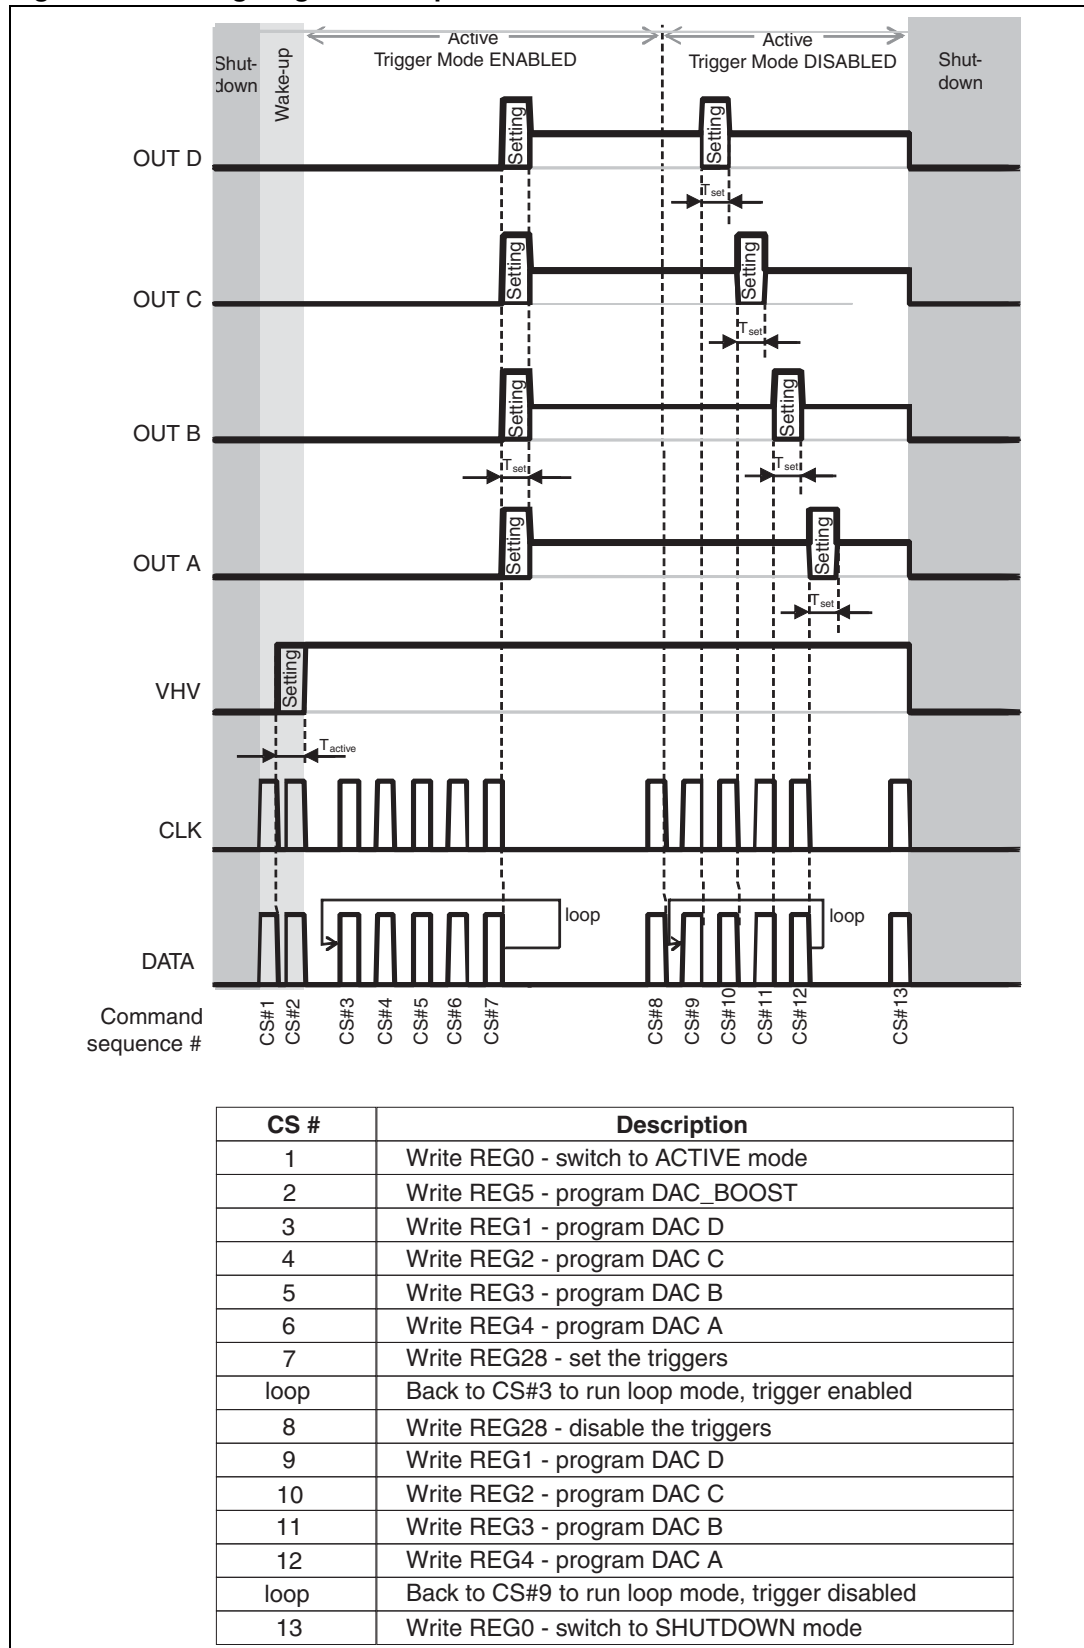 Shut-
down
Wake-up
Active
Trigger Mode ENABLED
Active
Trigger Mode DISABLED
Shut-
down
OUT D
Setting
Setting
Tset
OUT C
Setting
Setting
Tset
OUT B
Setting
Setting
Tset
Tset
OUT A
Setting
Setting
Tset
VHV
Setting
Tactive
CLK
DATA
loop
loop
Command
sequence #
CS#1
CS#2
CS#3
CS#4
CS#5
CS#6
CS#7
CS#8
CS#9
CS#10
CS#11
CS#12
CS#13
CS # Description
1 Write REG0 - switch to ACTIVE mode
2 Write REG5 - program DAC_BOOST
3 Write REG1 - program DAC D
4 Write REG2 - program DAC C
5 Write REG3 - program DAC B
6 Write REG4 - program DAC A
7 Write REG28 - set the triggers
loop Back to CS#3 to run loop mode, trigger enabled
8 Write REG28 - disable the triggers
9 Write REG1 - program DAC D
10 Write REG2 - program DAC C
11 Write REG3 - program DAC B
12 Write REG4 - program DAC A
loop Back to CS#9 to run loop mode, trigger disabled
13 Write REG0 - switch to SHUTDOWN mode